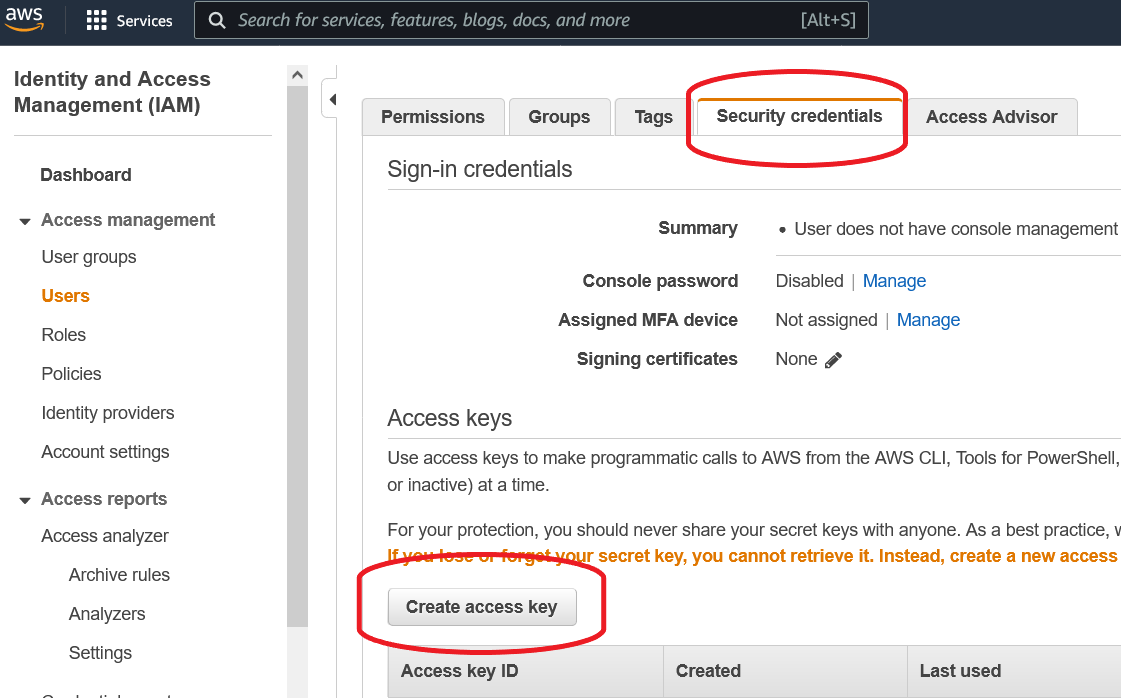 aws
Services
Search for services, features, blogs, docs, and more
[Alt+S]
Identity and Access
Management (IAM)
Dashboard
Access management
User groups
Users
Roles
Policies
Identity providers
Account settings
Access reports
Access analyzer
Archive rules
Analyzers
Settings
Permissions
Groups
Tags
Security credentials
Access Advisor
Sign-in credentials
Summary
• User does not have console management
Console password
Disabled | Manage
Assigned MFA device
Not assigned | Manage
Signing certificates
None
Access keys
Use access keys to make programmatic calls to AWS from the AWS CLI, Tools for PowerShell,
or inactive) at a time.
For your protection, you should never share your secret keys with anyone. As a best practice,
If you lose or forget your secret key, you cannot retrieve it. Instead, create a new access
Create access key
Access key ID
Created
Last used